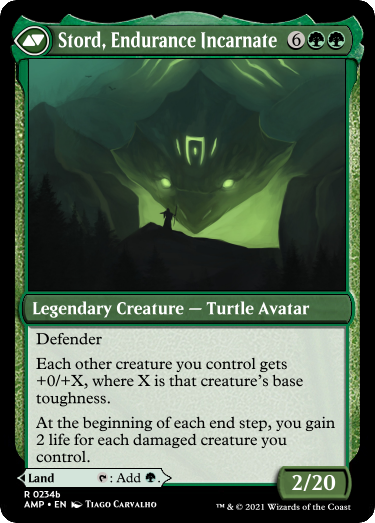 Stord, Endurance Incarnate 6
Legendary Creature — Turtle Avatar
Defender
Each other creature you control gets
+0/+X, where X is that creature's base
toughness.
At the beginning of each end step, you gain
2 life for each damaged creature you
control.
Land : Add .
2/20
R 0234b
AMP • EN Tiago Carvalho
™ & © 2021 Wizards of the Coast